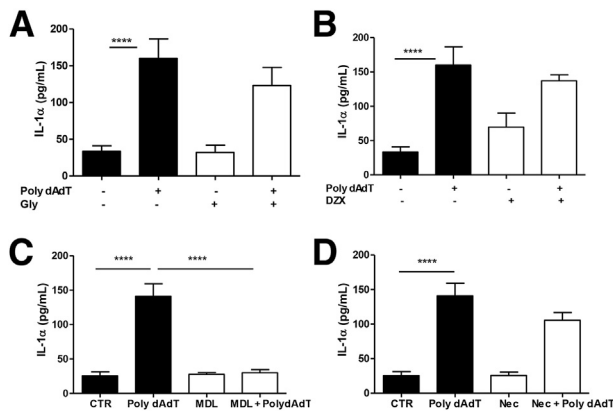 A
IL-1α (pg/mL)
200
150
100
50
0
****
Poly dAdT - + - +
Gly - - + +
B
IL-1α (pg/mL)
200
150
100
50
0
****
Poly dAdT - + - +
DZX - - + +
C
IL-1α (pg/mL)
200
150
100
50
0
**** ****
CTR Poly dAdT MDL MDL + PolydAdT
D
IL-1α (pg/mL)
200
150
100
50
0
****
CTR Poly dAdT Nec Nec + Poly dAdT